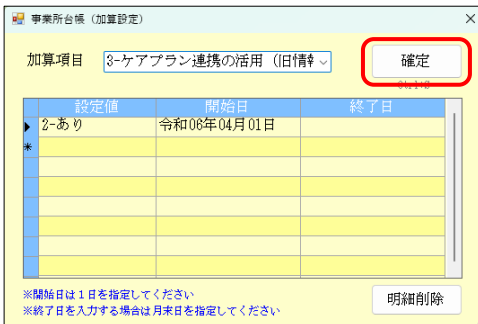 事業所台帳（加算設定）
加算項目 3-ケアプラン連携の活用（旧情
確定
設定値 開始日 終了日
2-あり 令和06年04月01日
※開始日は１日を指定してください
※終了日を入力する場合は月末日を指定してください
明細削除